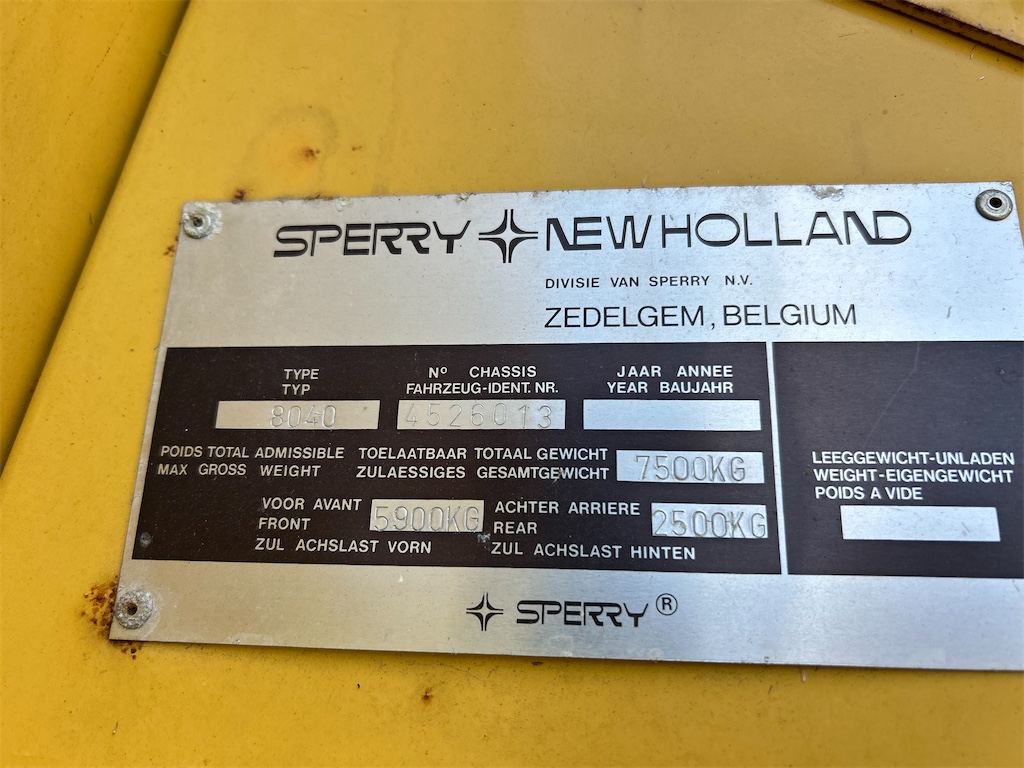 SPERRY NEW HOLLAND
DIVISIE VAN SPERRY N.V.
ZEDELGEM, BELGIUM
TYPE
TYP
8040
Nº CHASSIS
FAHRZEUG-IDENT. NR.
4526013
JAAR ANNEE
YEAR BAUJAHR
POIDS TOTAL ADMISSIBLE TOELAATBAAR TOTAAL GEWICHT
MAX GROSS WEIGHT ZULAESSIGES GESAMTGEWICHT
7500KG
VOOR AVANT
FRONT
5900KG
ZUL ACHSLAST VORN
ACHTER ARRIERE
REAR
2500KG
ZUL ACHSLAST HINTEN
LEEGGEWICHT-UNLADEN
WEIGHT-EIGENGEWICHT
POIDS A VIDE
SPERRY ®